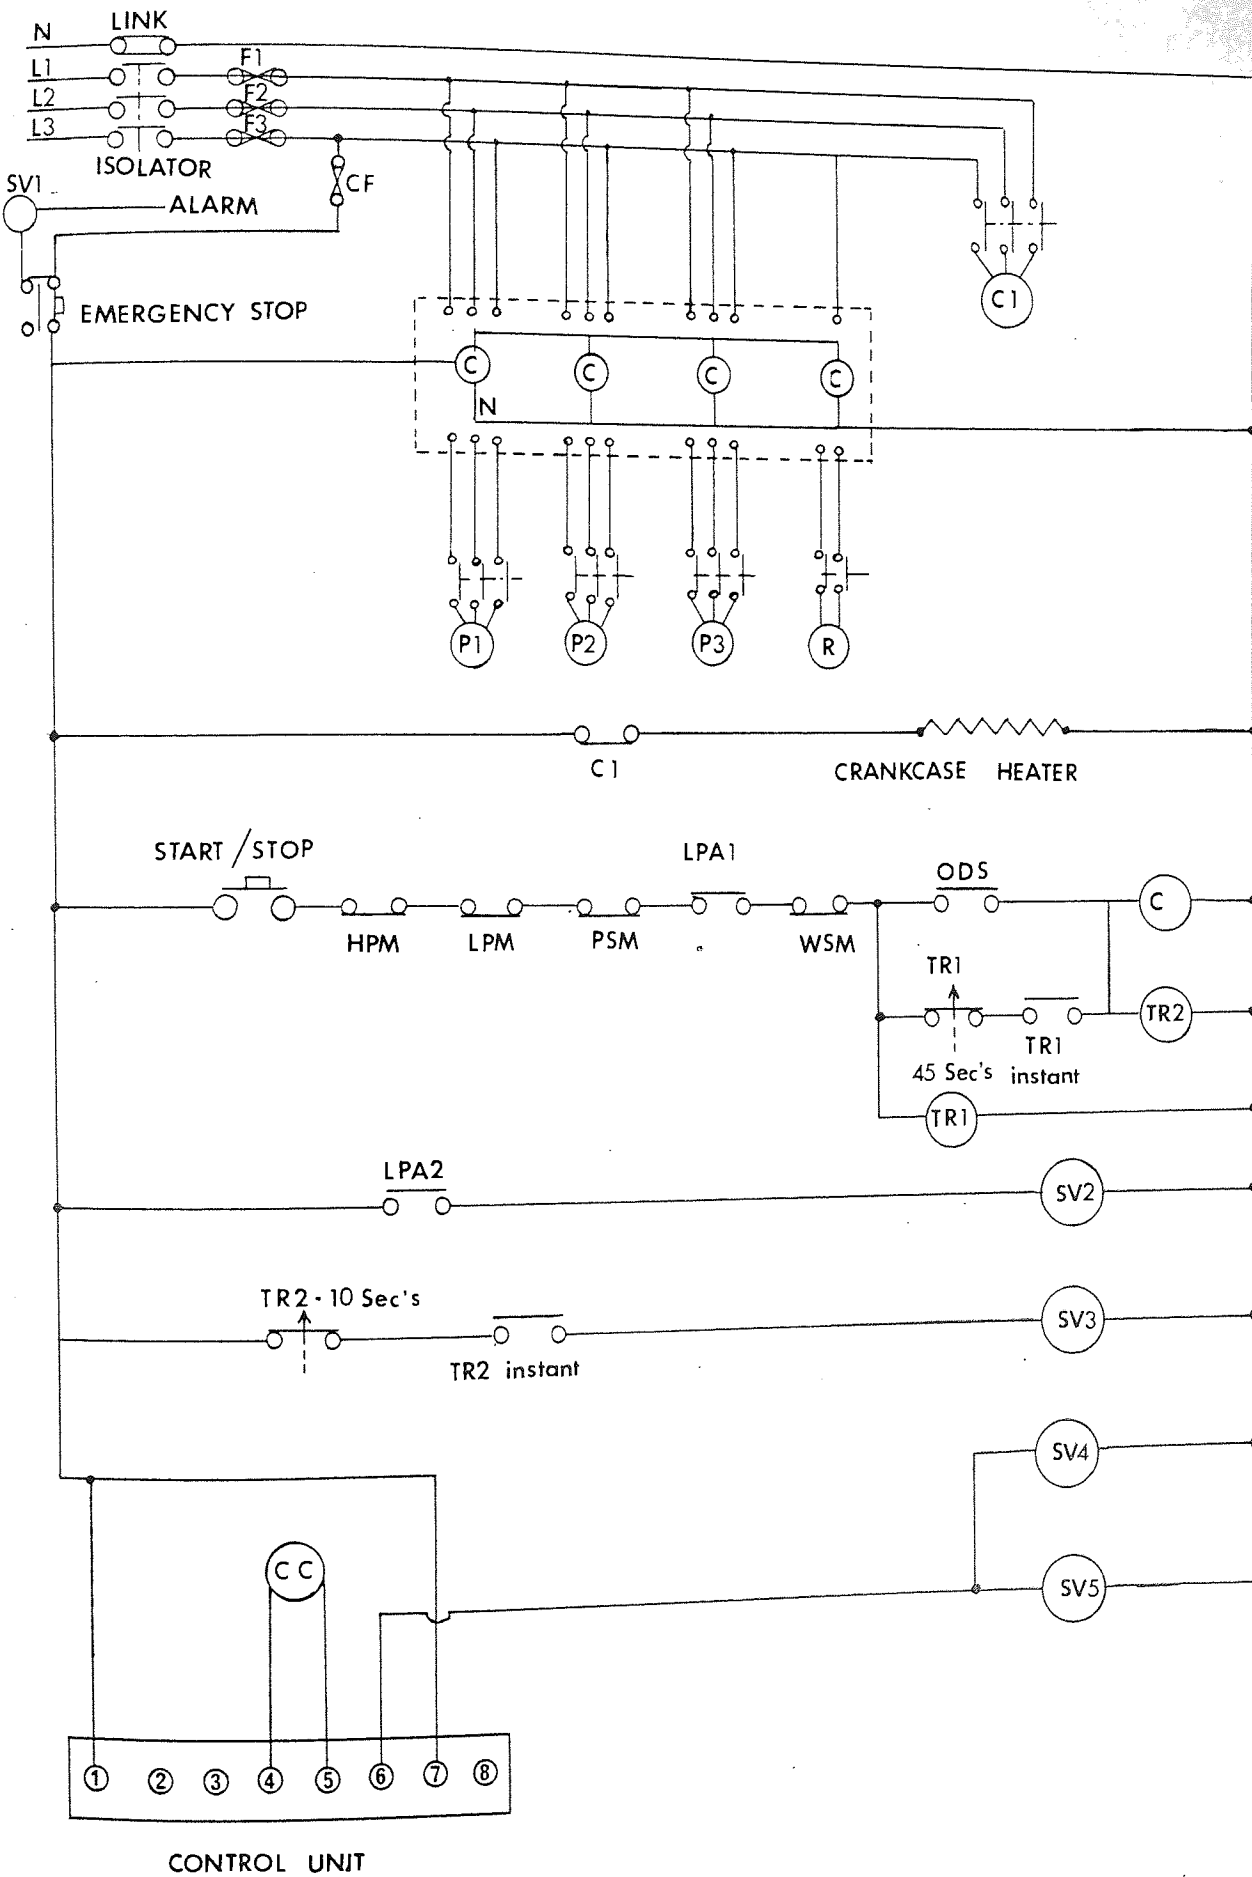 LINK
N
L1
F1
L2
F2
L3
F3
ISOLATOR
CF
SV1
ALARM
EMERGENCY STOP
C1
C
C
C
C
N
P1
P2
P3
R
C1
CRANKCASE HEATER
START / STOP
LPA1
ODS
C
HPM
LPM
PSM
WSM
TR1
TR2
TR1
45 Sec's
instant
TR1
LPA2
SV2
TR2 - 10 Sec's
SV3
TR2 instant
SV4
C C
SV5
1 2 3 4 5 6 7 8
CONTROL UNIT